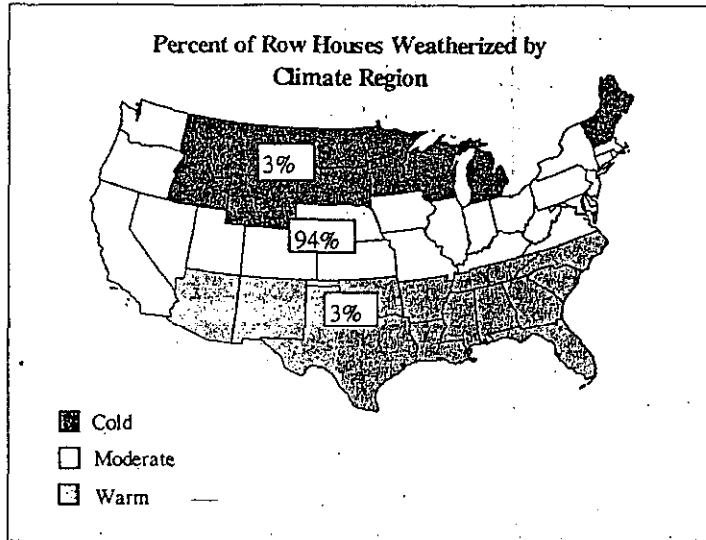 Percent of Row Houses Weatherized by
Climate Region
3%
94%
3%
Cold
Moderate
Warm